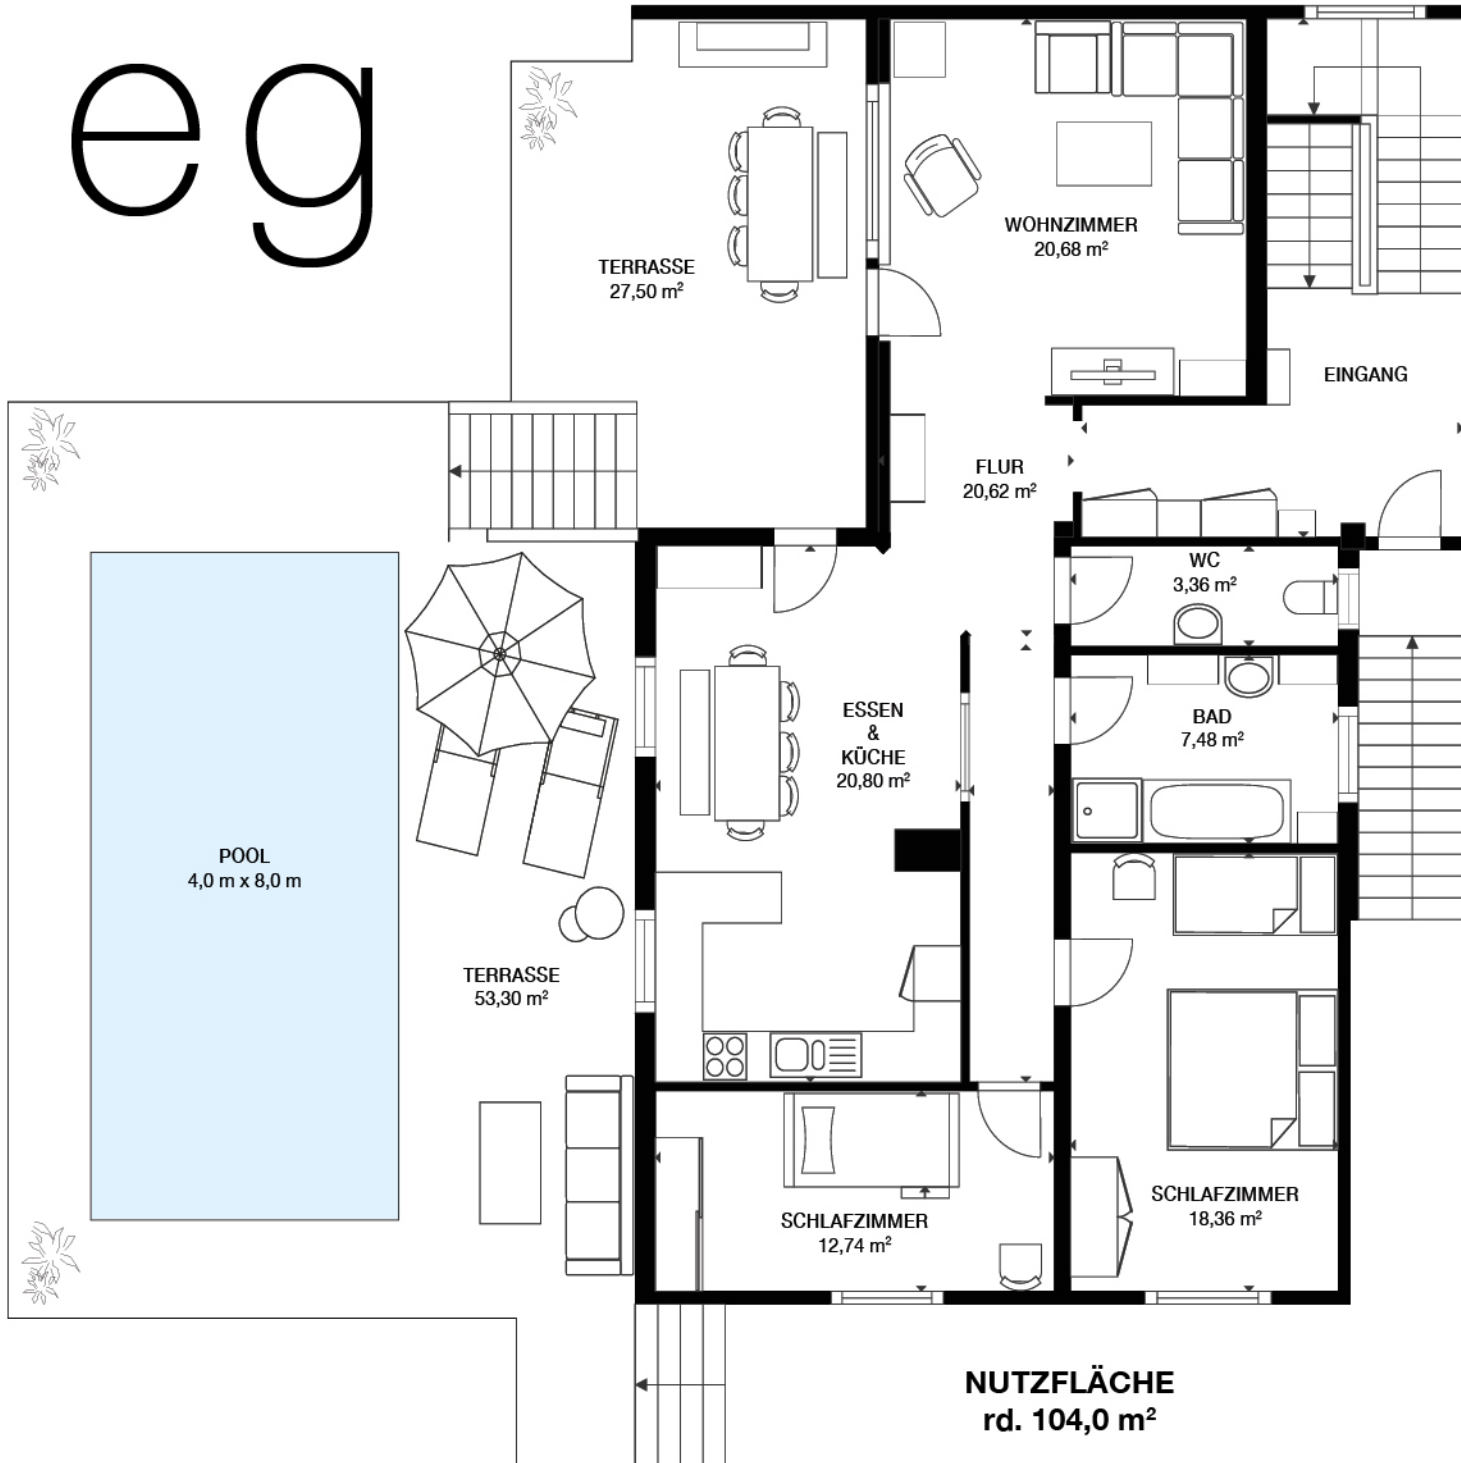 eg
WOHNZIMMER
20,68 m²
TERRASSE
27,50 m²
EINGANG
FLUR
20,62 m²
WC
3,36 m²
ESSEN
&
KÜCHE
20,80 m²
BAD
7,48 m²
POOL
4,0 m x 8,0 m
TERRASSE
53,30 m²
SCHLAFZIMMER
12,74 m²
SCHLAFZIMMER
18,36 m²
NUTZFLÄCHE
rd. 104,0 m²